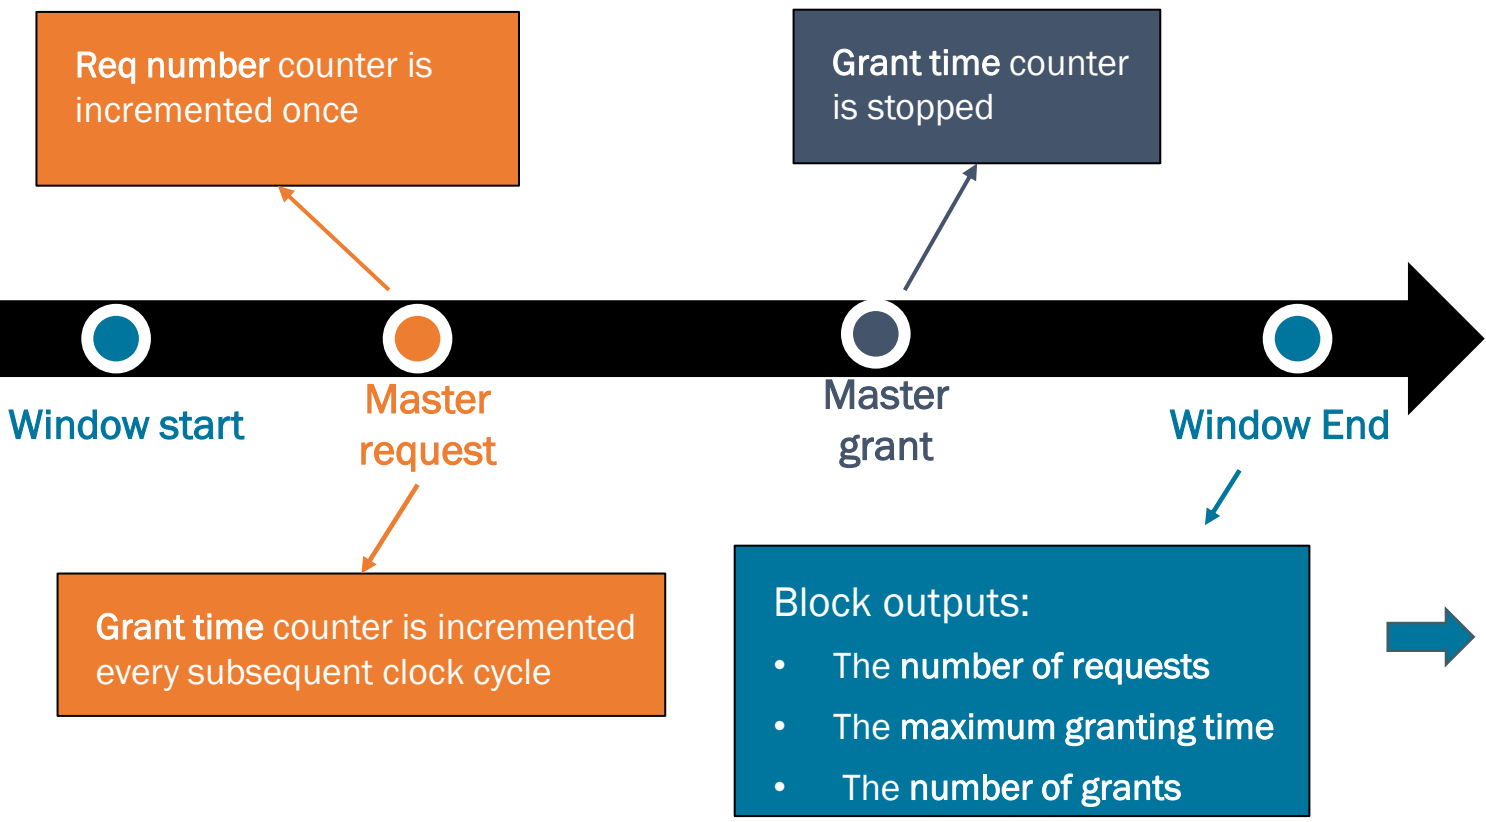 Req number counter is
incremented once
Grant time counter
is stopped
Window start
Master
request
Master
grant
Window End
Grant time counter is incremented
every subsequent clock cycle
Block outputs:
• The number of requests
• The maximum granting time
• The number of grants